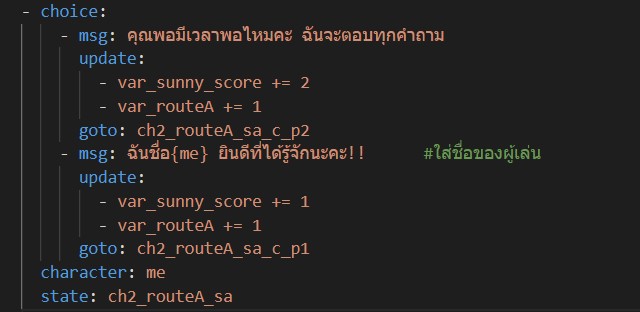 - choice:
- msg: คุณพอมีเวลาพอไหมคะ ฉันจะตอบทุกคำถาม
update:
- var_sunny_score += 2
- var_routeA += 1
goto: ch2_routeA_sa_c_p2
- msg: ฉันชื่อ{me} ยินดีที่ได้รู้จักนะคะ!! #ใส่ชื่อของผู้เล่น
update:
- var_sunny_score += 1
- var_routeA += 1
goto: ch2_routeA_sa_c_p1
character: me
state: ch2_routeA_sa